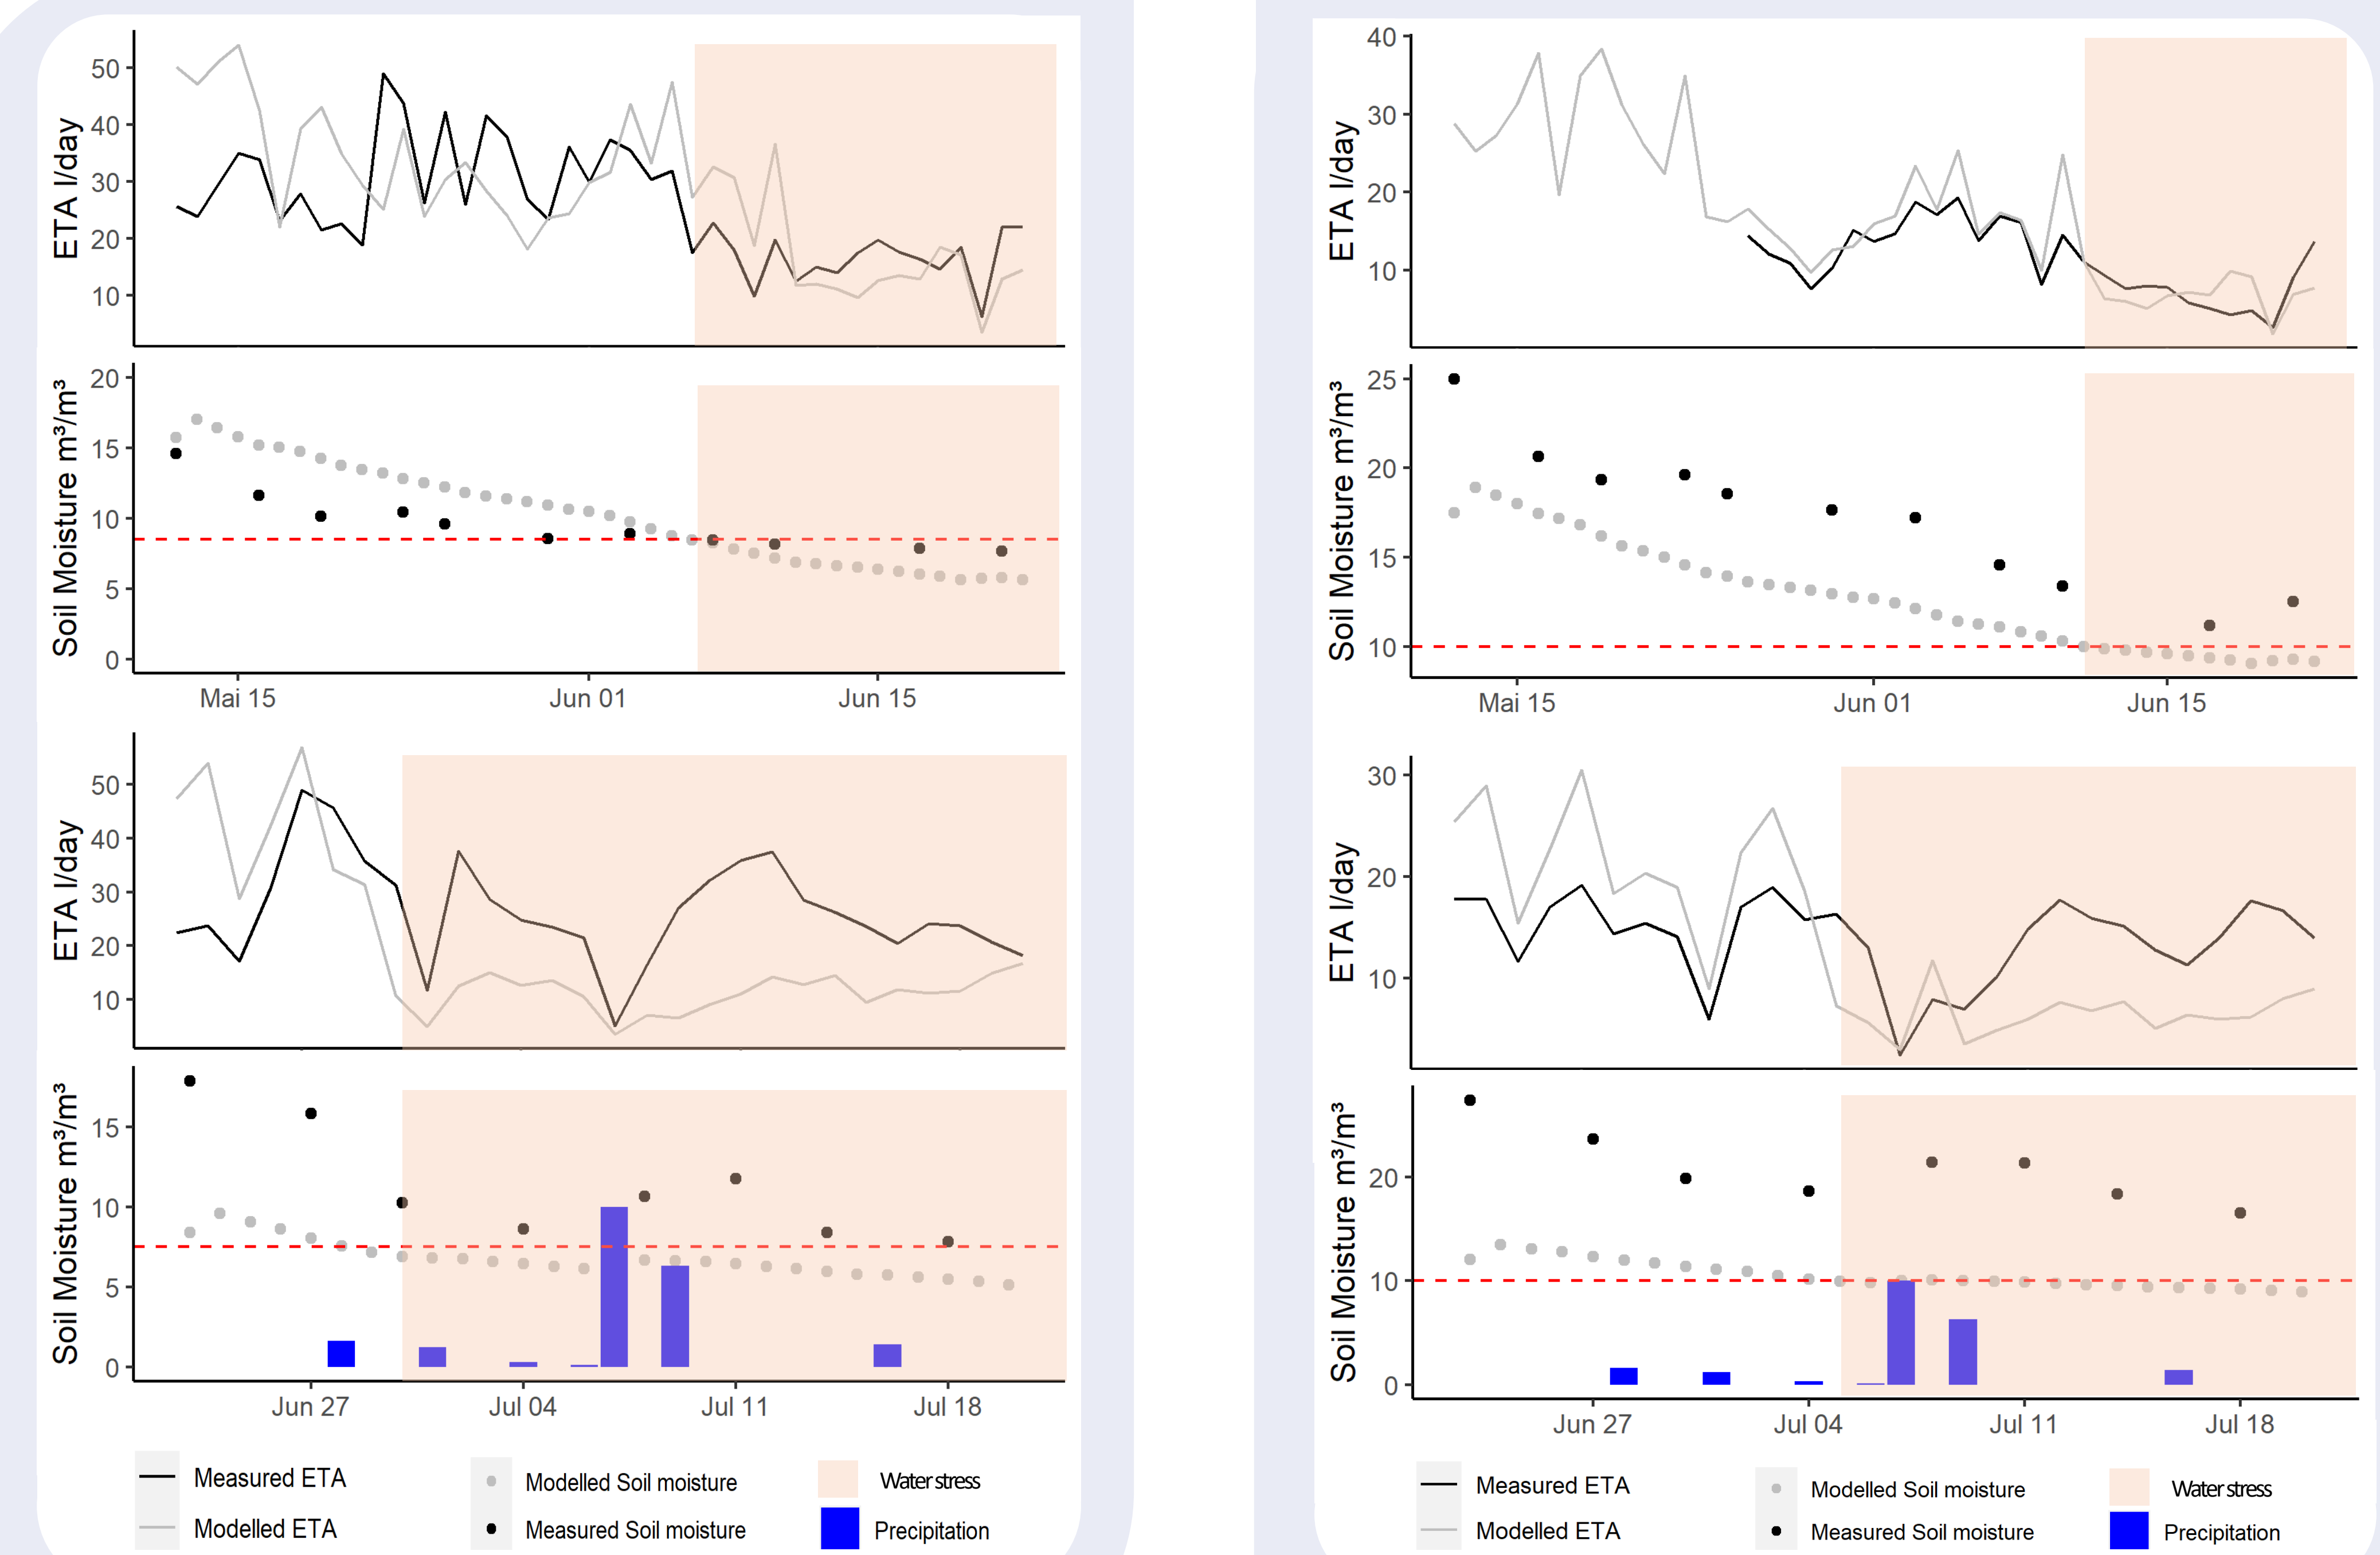 ETA l/day
50
40
30
20
10
Soil Moisture m³/m³
20
15
10
5
0
Mai 15
Jun 01
Jun 15
ETA l/day
50
40
30
20
10
Soil Moisture m³/m³
15
10
5
0
Jun 27
Jul 04
Jul 11
Jul 18
Measured ETA
Modelled ETA
Modelled Soil moisture
Measured Soil moisture
Water stress
Precipitation
ETA l/day
40
30
20
10
Soil Moisture m³/m³
25
20
15
10
Mai 15
Jun 01
Jun 15
ETA l/day
30
20
10
Soil Moisture m³/m³
20
10
0
Jun 27
Jul 04
Jul 11
Jul 18
Measured ETA
Modelled ETA
Modelled Soil moisture
Measured Soil moisture
Water stress
Precipitation